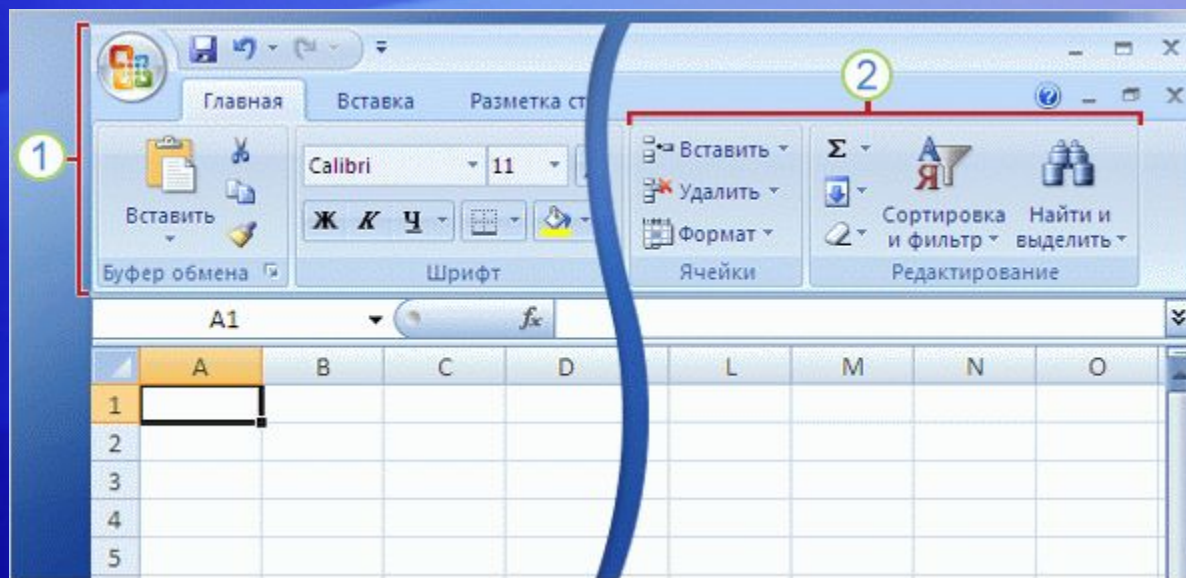 1
2
Главная Вставка Разметка ст
Вставить
Буфер обмена
Calibri 11
Ж К Ч
Шрифт
Вставить
Удалить
Формат
Ячейки
Σ
А
Я
Сортировка
и фильтр
Найти и
выделить
Редактирование
A1 fx
A B C D L M N O
1
2
3
4
5